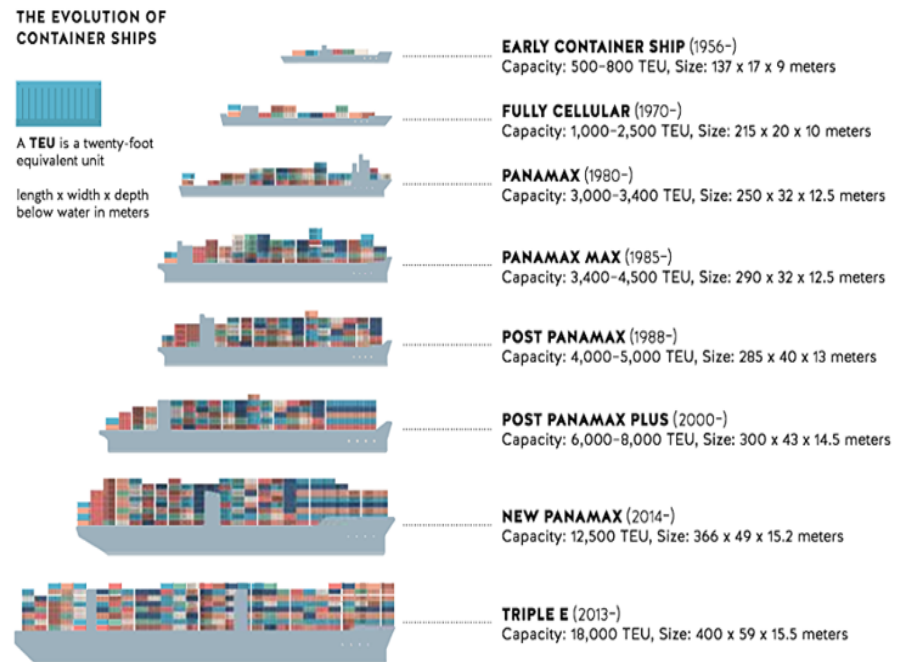 THE EVOLUTION OF
CONTAINER SHIPS
A TEU is a twenty-foot
equivalent unit
length x width x depth
below water in meters
EARLY CONTAINER SHIP (1956–)
Capacity: 500–800 TEU, Size: 137 x 17 x 9 meters
FULLY CELLULAR (1970–)
Capacity: 1,000–2,500 TEU, Size: 215 x 20 x 10 meters
PANAMAX (1980–)
Capacity: 3,000–3,400 TEU, Size: 250 x 32 x 12.5 meters
PANAMAX MAX (1985–)
Capacity: 3,400–4,500 TEU, Size: 290 x 32 x 12.5 meters
POST PANAMAX (1988–)
Capacity: 4,000–5,000 TEU, Size: 285 x 40 x 13 meters
POST PANAMAX PLUS (2000–)
Capacity: 6,000–8,000 TEU, Size: 300 x 43 x 14.5 meters
NEW PANAMAX (2014–)
Capacity: 12,500 TEU, Size: 366 x 49 x 15.2 meters
TRIPLE E (2013–)
Capacity: 18,000 TEU, Size: 400 x 59 x 15.5 meters